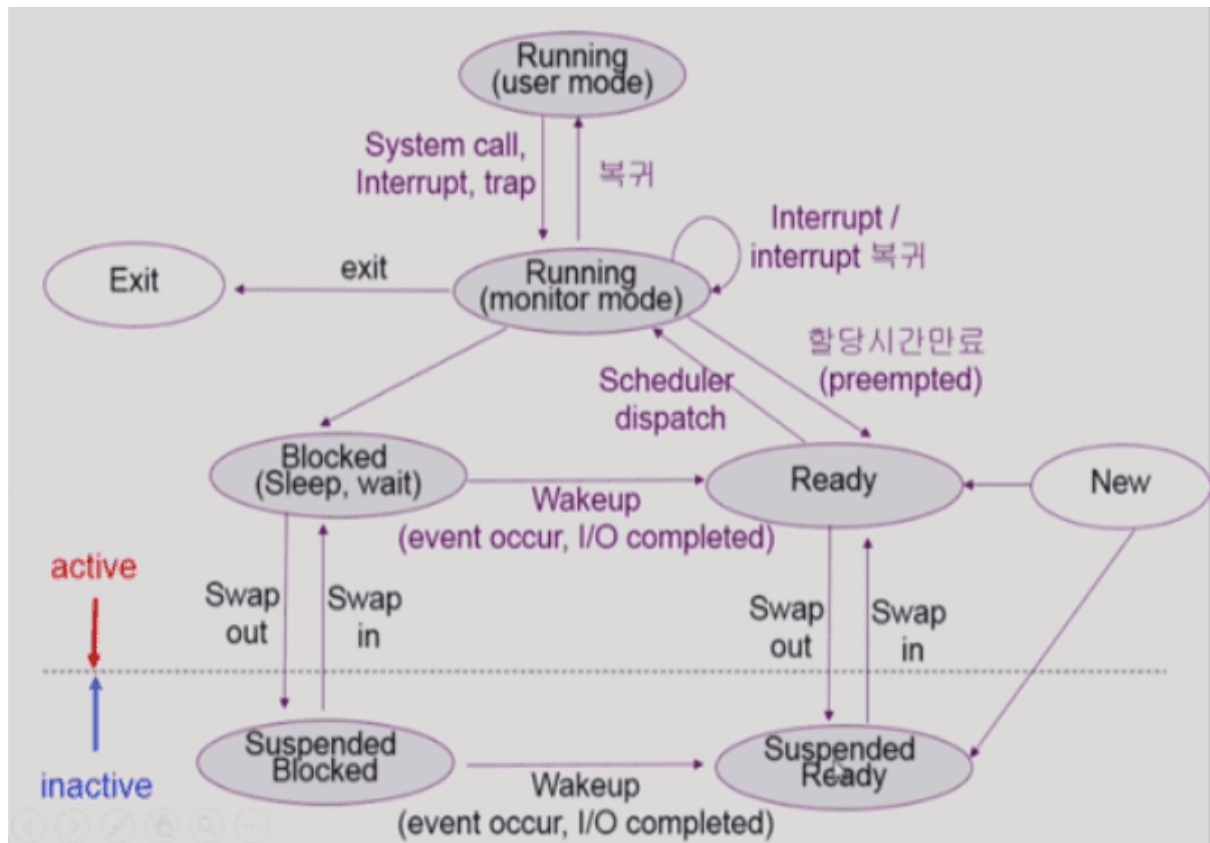 Running
(user mode)
System call,
Interrupt, trap
복귀
Interrupt /
interrupt 복귀
Exit
exit
Running
(monitor mode)
할당시간만료
(preempted)
Scheduler
dispatch
Blocked
(Sleep, wait)
Wakeup
(event occur, I/O completed)
Ready
New
active
Swap
out
Swap
in
Swap
out
Swap
in
inactive
Suspended
Blocked
Wakeup
(event occur, I/O completed)
Suspended
Ready